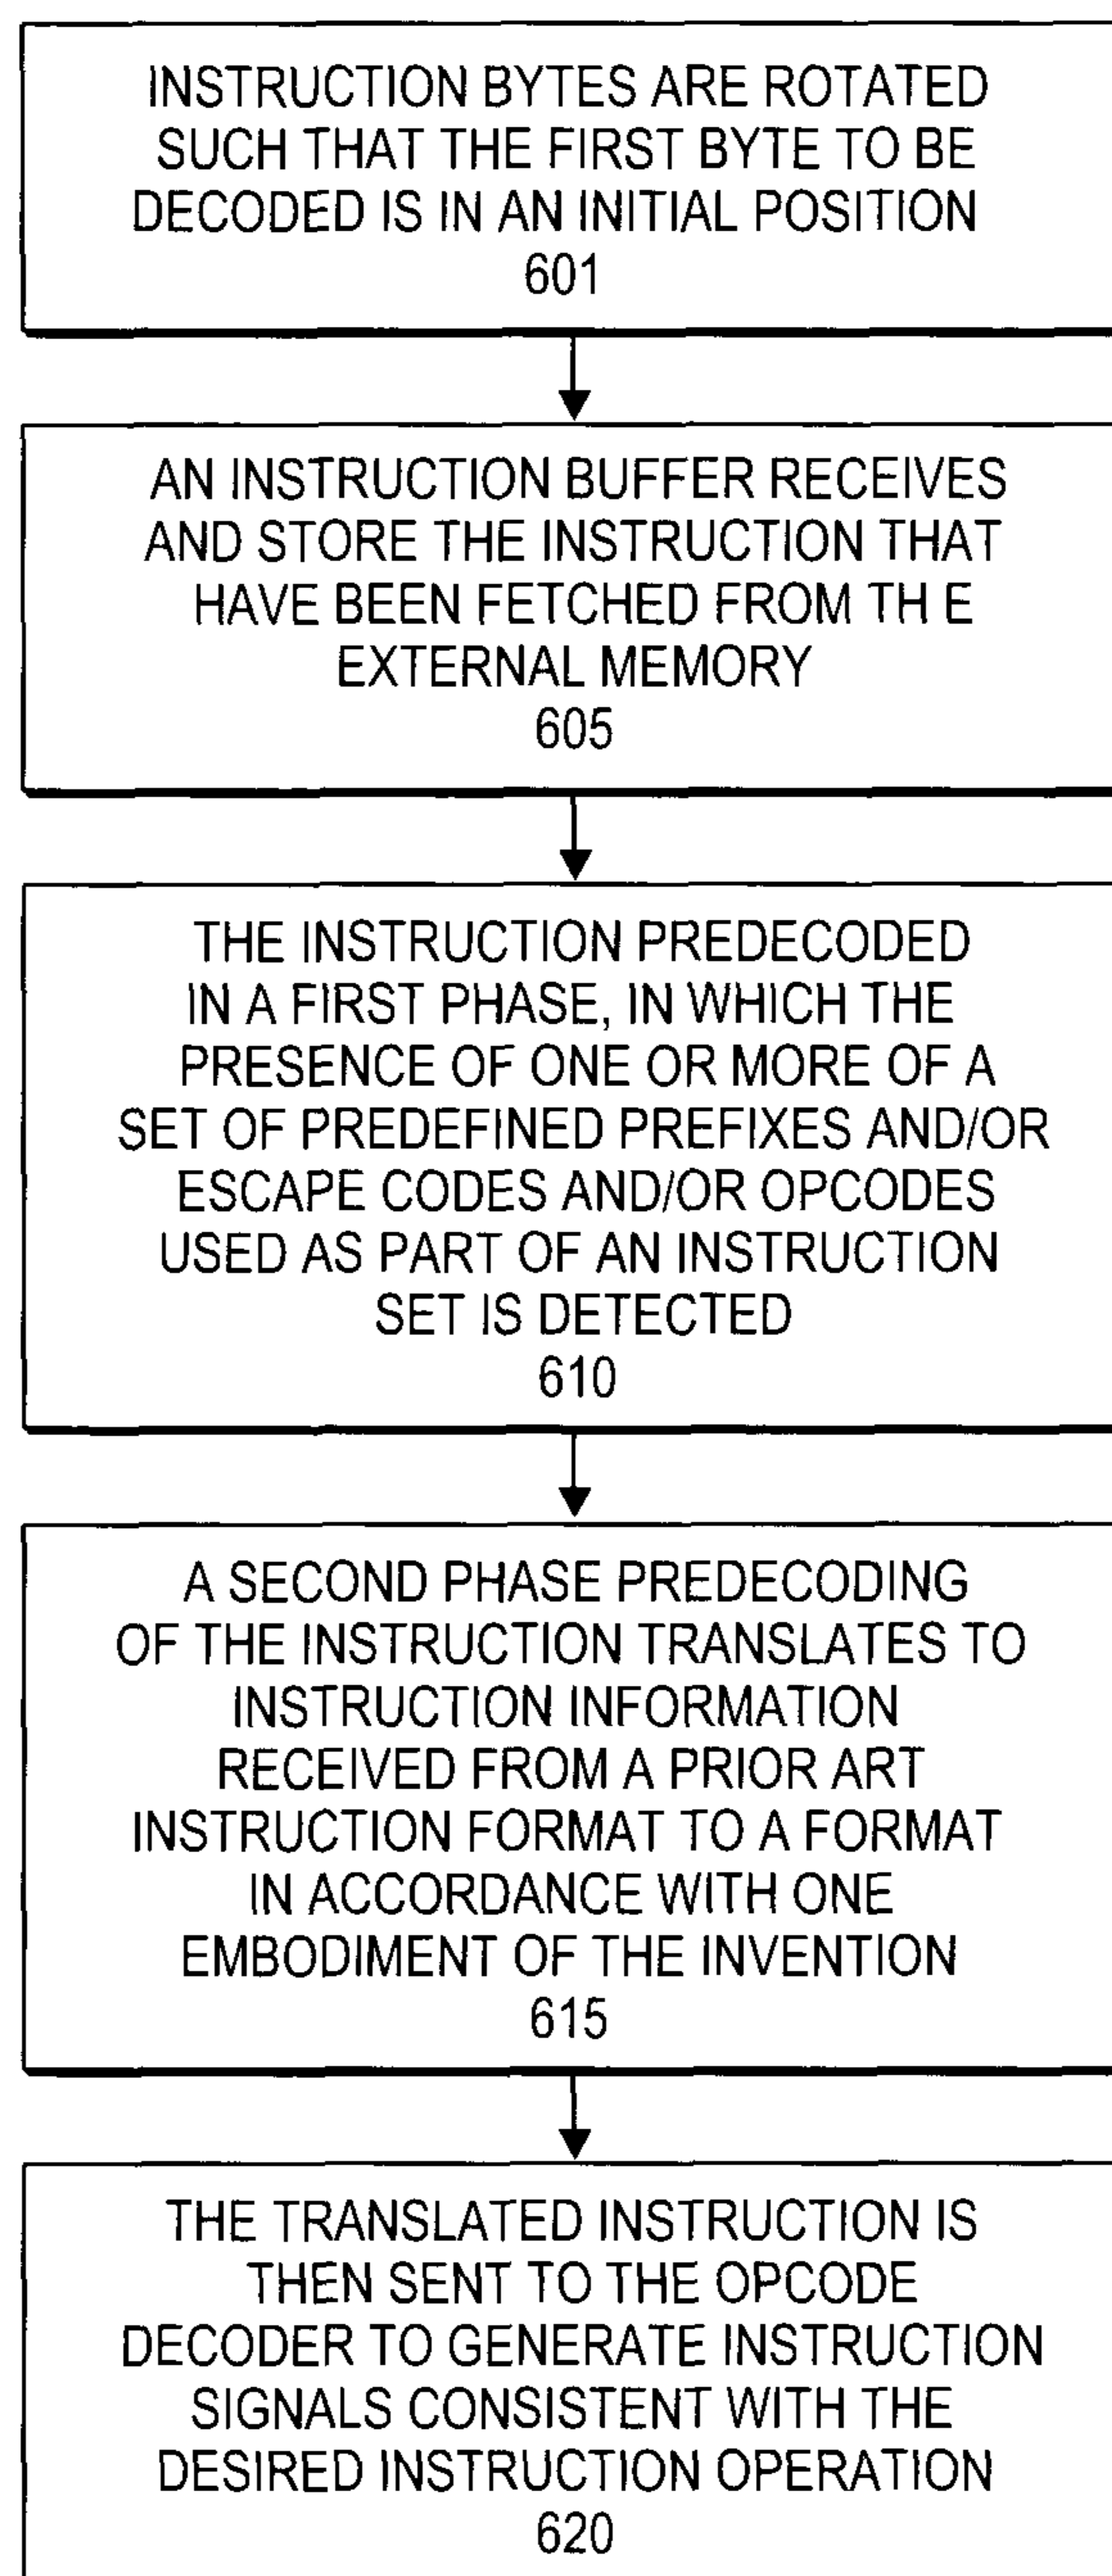 INSTRUCTION BYTES ARE ROTATED
SUCH THAT THE FIRST BYTE TO BE
DECODED IS IN AN INITIAL POSITION
601
AN INSTRUCTION BUFFER RECEIVES
AND STORE THE INSTRUCTION THAT
HAVE BEEN FETCHED FROM TH E
EXTERNAL MEMORY
605
THE INSTRUCTION PREDECODED
IN A FIRST PHASE, IN WHICH THE
PRESENCE OF ONE OR MORE OF A
SET OF PREDEFINED PREFIXES AND/OR
ESCAPE CODES AND/OR OPCODES
USED AS PART OF AN INSTRUCTION
SET IS DETECTED
610
A SECOND PHASE PREDECODING
OF THE INSTRUCTION TRANSLATES TO
INSTRUCTION INFORMATION
RECEIVED FROM A PRIOR ART
INSTRUCTION FORMAT TO A FORMAT
IN ACCORDANCE WITH ONE
EMBODIMENT OF THE INVENTION
615
THE TRANSLATED INSTRUCTION IS
THEN SENT TO THE OPCODE
DECODER TO GENERATE INSTRUCTION
SIGNALS CONSISTENT WITH THE
DESIRED INSTRUCTION OPERATION
620